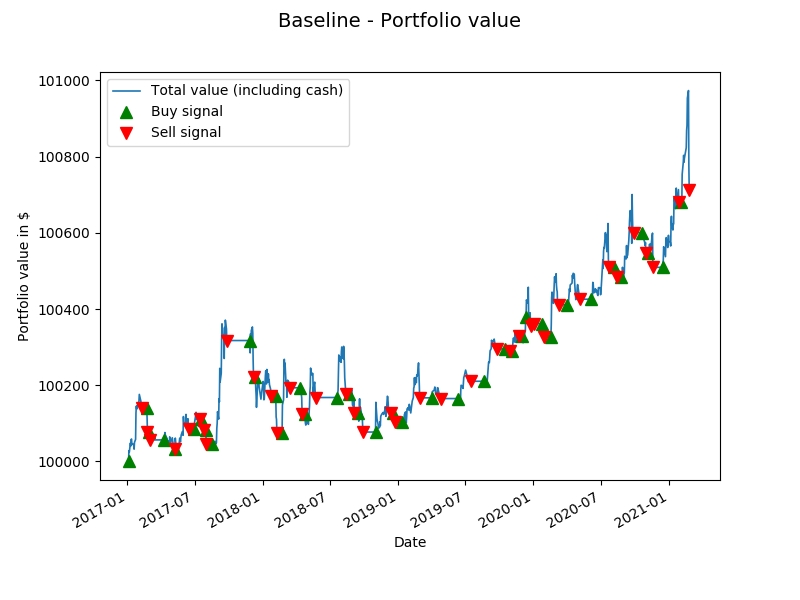 Baseline - Portfolio value
Total value (including cash)
Buy signal
Sell signal
101000
100800
100600
100400
100200
100000
Portfolio value in $
2017-01
2017-07
2018-01
2018-07
2019-01
2019-07
2020-01
2020-07
2021-01
Date